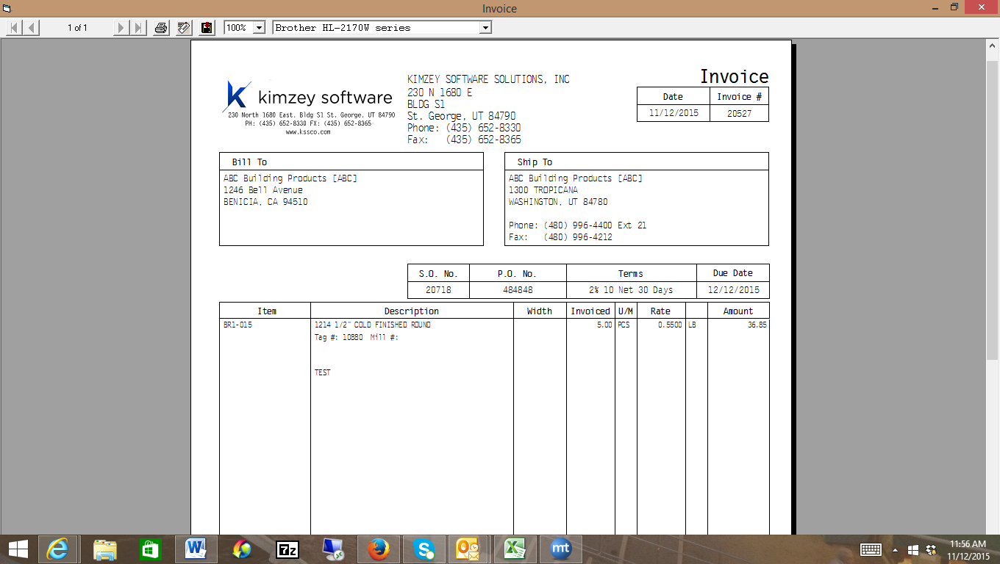 Invoice
1 of 1
100%
Brother HL-2170W series
kimzey software
230 North 1680 East. Bldg S1 St. George, UT 84790
PH: (435) 652-8330 FX: (435) 652-8365
www.kssco.com
KIMZEY SOFTWARE SOLUTIONS, INC
230 N 1680 E
BLDG S1
St. George, UT 84790
Phone: (435) 652-8330
Fax: (435) 652-8365
Invoice
Date Invoice #
11/12/2015 20527
Bill To
ABC Building Products [ABC]
1246 Bell Avenue
BENICIA, CA 94510
Ship To
ABC Building Products [ABC]
1300 TROPICANA
WASHINGTON, UT 84780
Phone: (480) 996-4400 Ext 21
Fax: (480) 996-4212
S.O. No. P.O. No. Terms Due Date
20718 484848 2% 10 Net 30 Days 12/12/2015
Item Description Width Invoiced U/M Rate Amount
BR1-015 1214 1/2" COLD FINISHED ROUND 5.00 PCS 0.5500 LB 36.85
Tag #: 10880 Mill #:
TEST
7z
mt
11:56 AM
11/12/2015